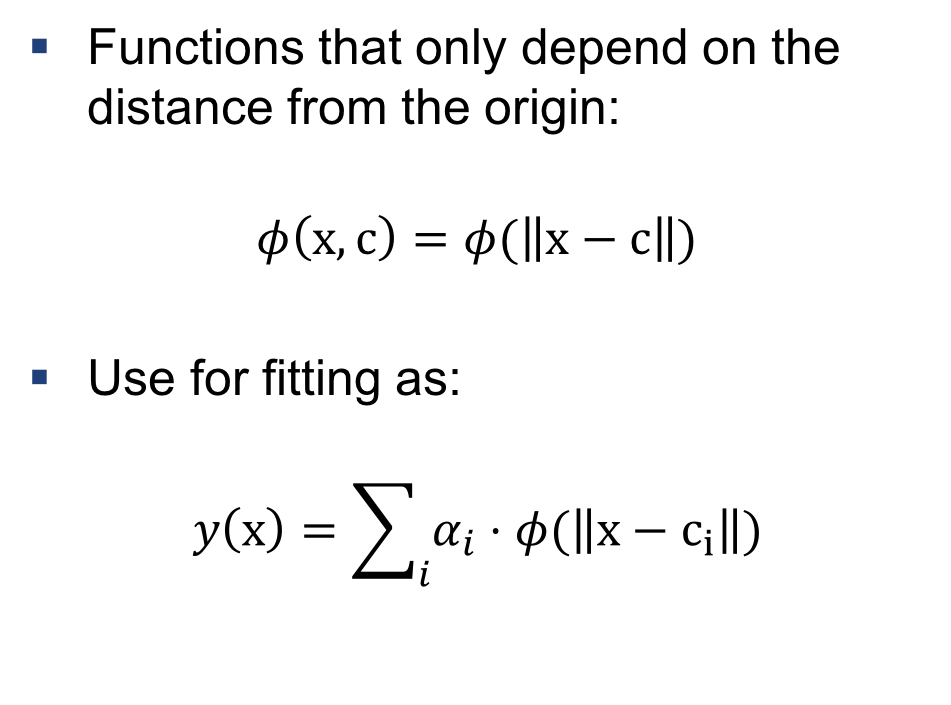 ▪ Functions that only depend on the
distance from the origin:
𝜙(x, c) = 𝜙(‖x − c‖)
▪ Use for fitting as:
𝑦(x) = ∑ᵢ 𝛼ᵢ ⋅ 𝜙(‖x − cᵢ‖)